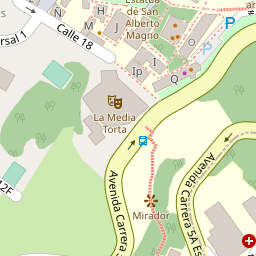 Estatua
de San
Alberto
Magno
P
Calle 18
ersal 1
O
Ip
I
Q
P
La Media
Torta
Avenida Carrera
Avenida Carrera 5A Es
Mirador
12F